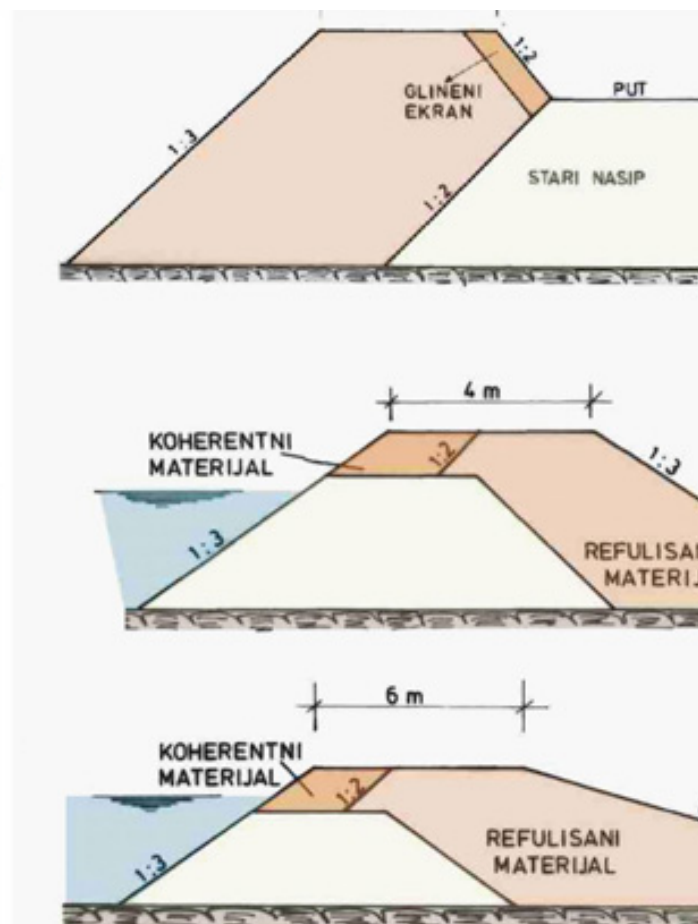 1:2
GLINENI
EKRAN
PUT
1:3
1:2
STARI NASIP
4 m
KOHERENTNI
MATERIJAL
1:2
1:3
1:3
REFULISA
MATERIJ
6 m
KOHERENTNI
MATERIJAL
1:2
1:3
REFULISANI
MATERIJAL